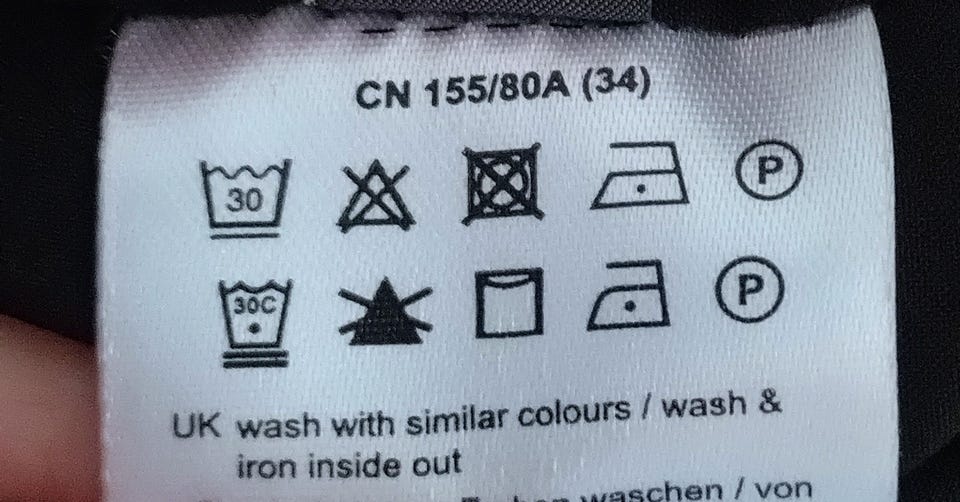 CN 155/80A (34)
30 P
30C P
UK wash with similar colours / wash &
iron inside out
waschen / von